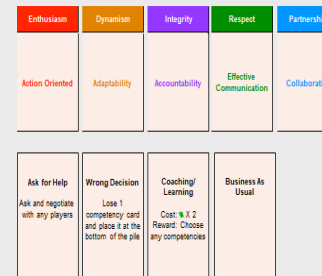 Enthusiasm
Dynamism
Integrity
Respect
Action Oriented
Adaptability
Accountability
Effective
Communication
Ask for Help
Ask and negotiate
with any players
Wrong Decision
Lose 1
competency card
and place it at the
bottom of the pile
Coaching/
Learning
Cost: X 2
Reward: Choose
any competencies
Business As
Usual